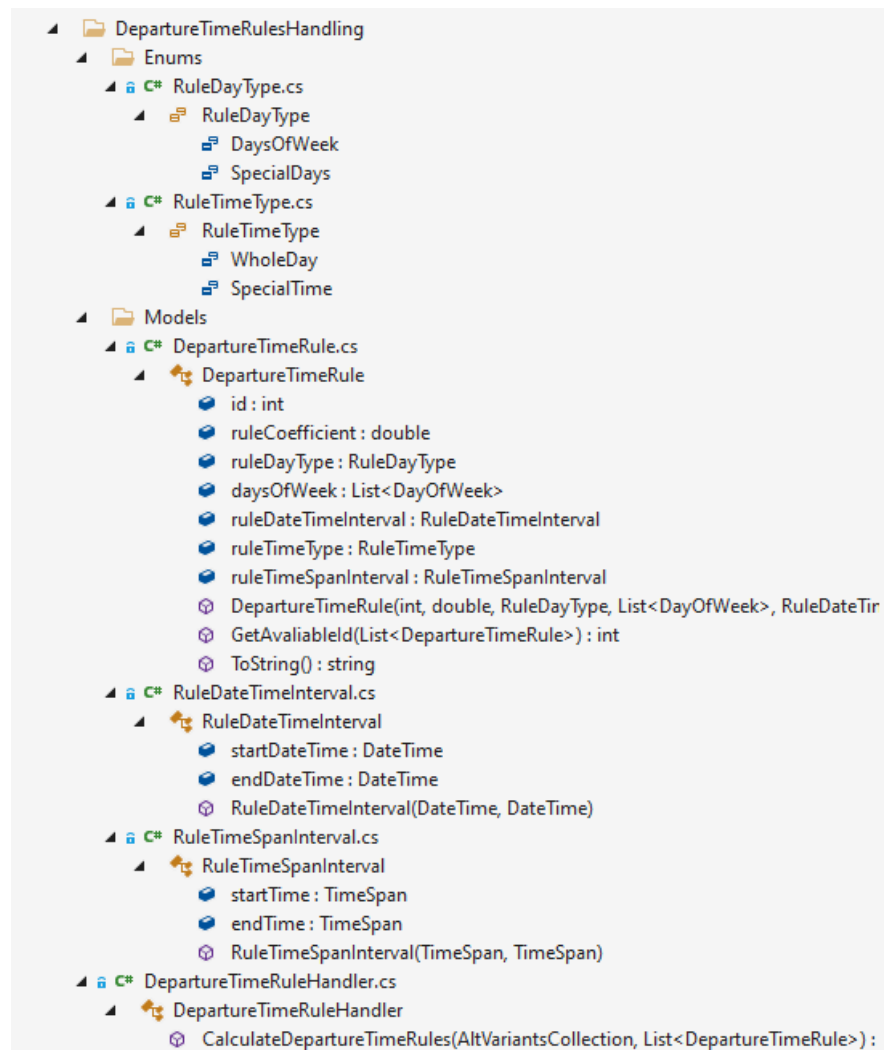 DepartureTimeRulesHandling
Enums
C# RuleDayType.cs
RuleDayType
DaysOfWeek
SpecialDays
C# RuleTimeType.cs
RuleTimeType
WholeDay
SpecialTime
Models
C# DepartureTimeRule.cs
DepartureTimeRule
id : int
ruleCoefficient : double
ruleDayType : RuleDayType
daysOfWeek : List<DayOfWeek>
ruleDateTimeInterval : RuleDateTimeInterval
ruleTimeType : RuleTimeType
ruleTimeSpanInterval : RuleTimeSpanInterval
DepartureTimeRule(int, double, RuleDayType, List<DayOfWeek>, RuleDateTir
GetAvaliableId(List<DepartureTimeRule>) : int
ToString() : string
C# RuleDateTimeInterval.cs
RuleDateTimeInterval
startDateTime : DateTime
endDateTime : DateTime
RuleDateTimeInterval(DateTime, DateTime)
C# RuleTimeSpanInterval.cs
RuleTimeSpanInterval
startTime : TimeSpan
endTime : TimeSpan
RuleTimeSpanInterval(TimeSpan, TimeSpan)
C# DepartureTimeRuleHandler.cs
DepartureTimeRuleHandler
CalculateDepartureTimeRules(AltVariantsCollection, List<DepartureTimeRule>) :